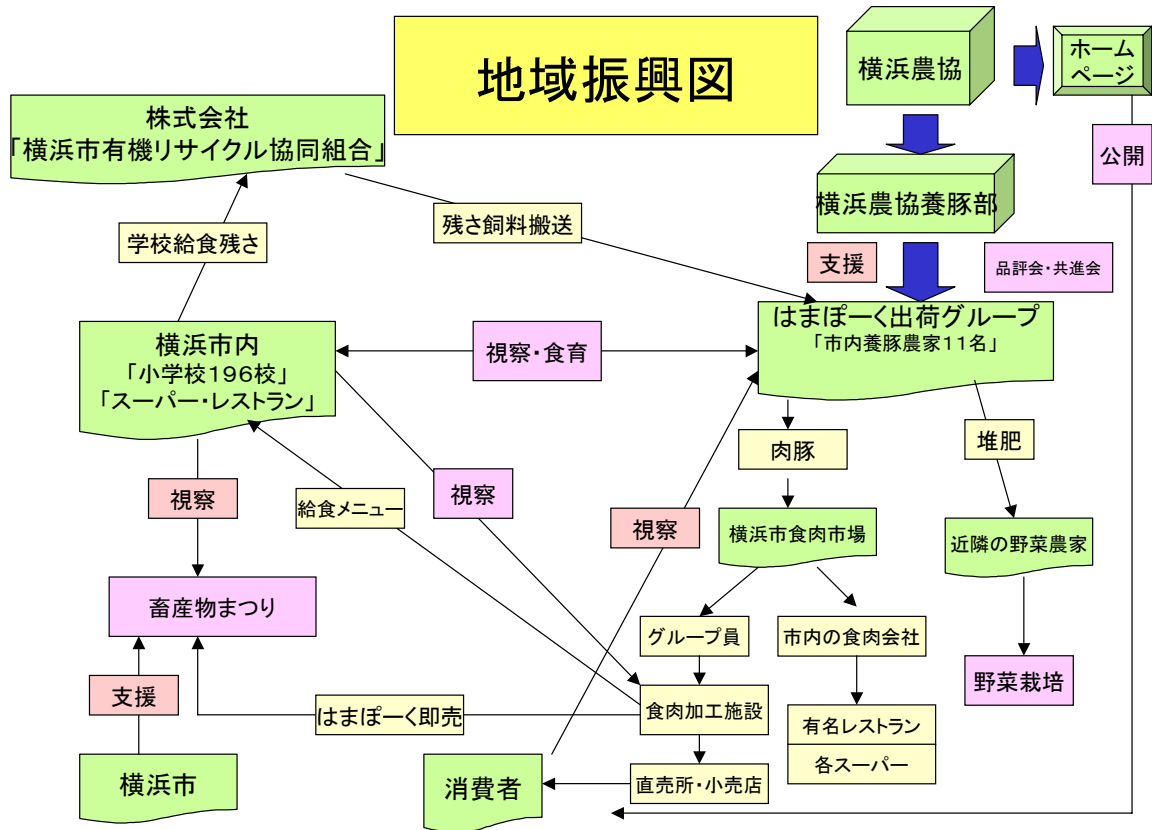 地域振興図
横浜農協
ホーム
ページ
株式会社
「横浜市有機リサイクル協同組合」
公開
横浜農協養豚部
学校給食残さ
残さ飼料搬送
支援
品評会・共進会
横浜市内
「小学校196校」
「スーパー・レストラン」
視察・食育
はまぽーく出荷グループ
「市内養豚農家11名」
肉豚
堆肥
視察
給食メニュー
視察
視察
横浜市食肉市場
近隣の野菜農家
畜産物まつり
グループ員
市内の食肉会社
野菜栽培
支援
はまぽーく即売
食肉加工施設
有名レストラン
各スーパー
横浜市
消費者
直売所・小売店